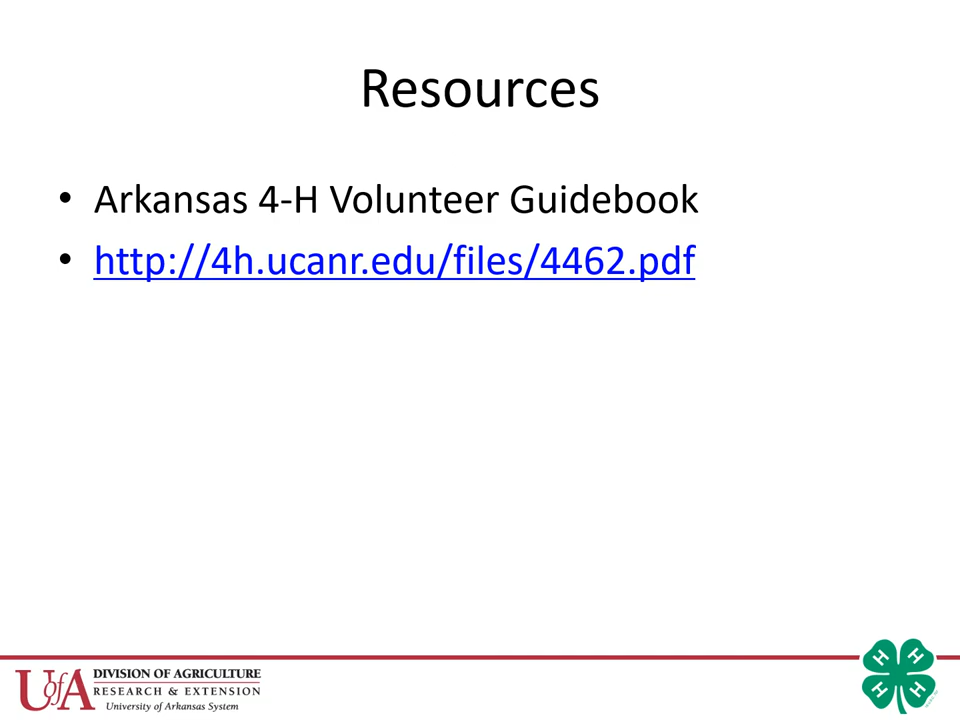 Resources
• Arkansas 4-H Volunteer Guidebook
• http://4h.ucanr.edu/files/4462.pdf
UofA DIVISION OF AGRICULTURE
RESEARCH & EXTENSION
University of Arkansas System
H H
H H